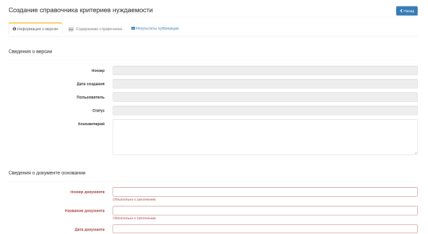 Создание справочника критериев нуждаемости
Назад
Информация о версии
Содержимое справочника
Результаты публикации
Сведения о версии
Номер
Дата создания
Пользователь
Статус
Комментарий
Сведения о документе основании
Номер документа
Обязательно к заполнению
Название документа
Обязательно к заполнению
Дата документа